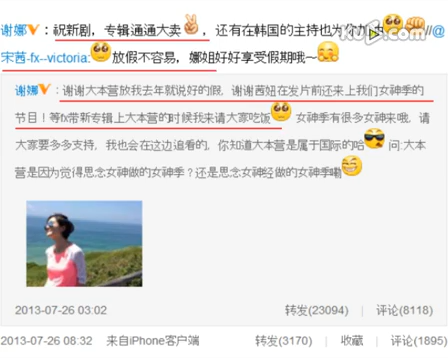 谢娜：祝新剧，专辑通通大卖，还有在韩国的主持也为你加油//@
宋茜-fx--victoria:放假不容易，娜姐好好享受假期哦~
谢娜：谢谢大本营放我去年就说好的假，谢谢茜妞在发片前还来上我们女神季的
节目！等fx带新专辑上大本营的时候我来请大家吃饭 女神季有很多女神来哦，请
大家要多多支持，我也会在这边追看的，你知道大本营是属于国际的哈 问:大本
营是因为觉得思念女神做的女神季？还是思念女神经做的女神季嘞
2013-07-26 03:02 转发(23094) | 评论(8118)
2013-07-26 08:32 来自iPhone客户端 转发(3170) | 收藏 | 评论(1895